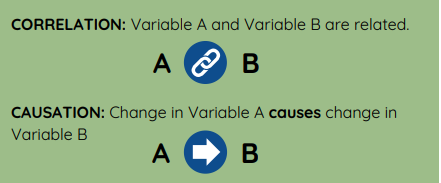 CORRELATION: Variable A and Variable B are related.
A B
CAUSATION: Change in Variable A causes change in
Variable B
A B